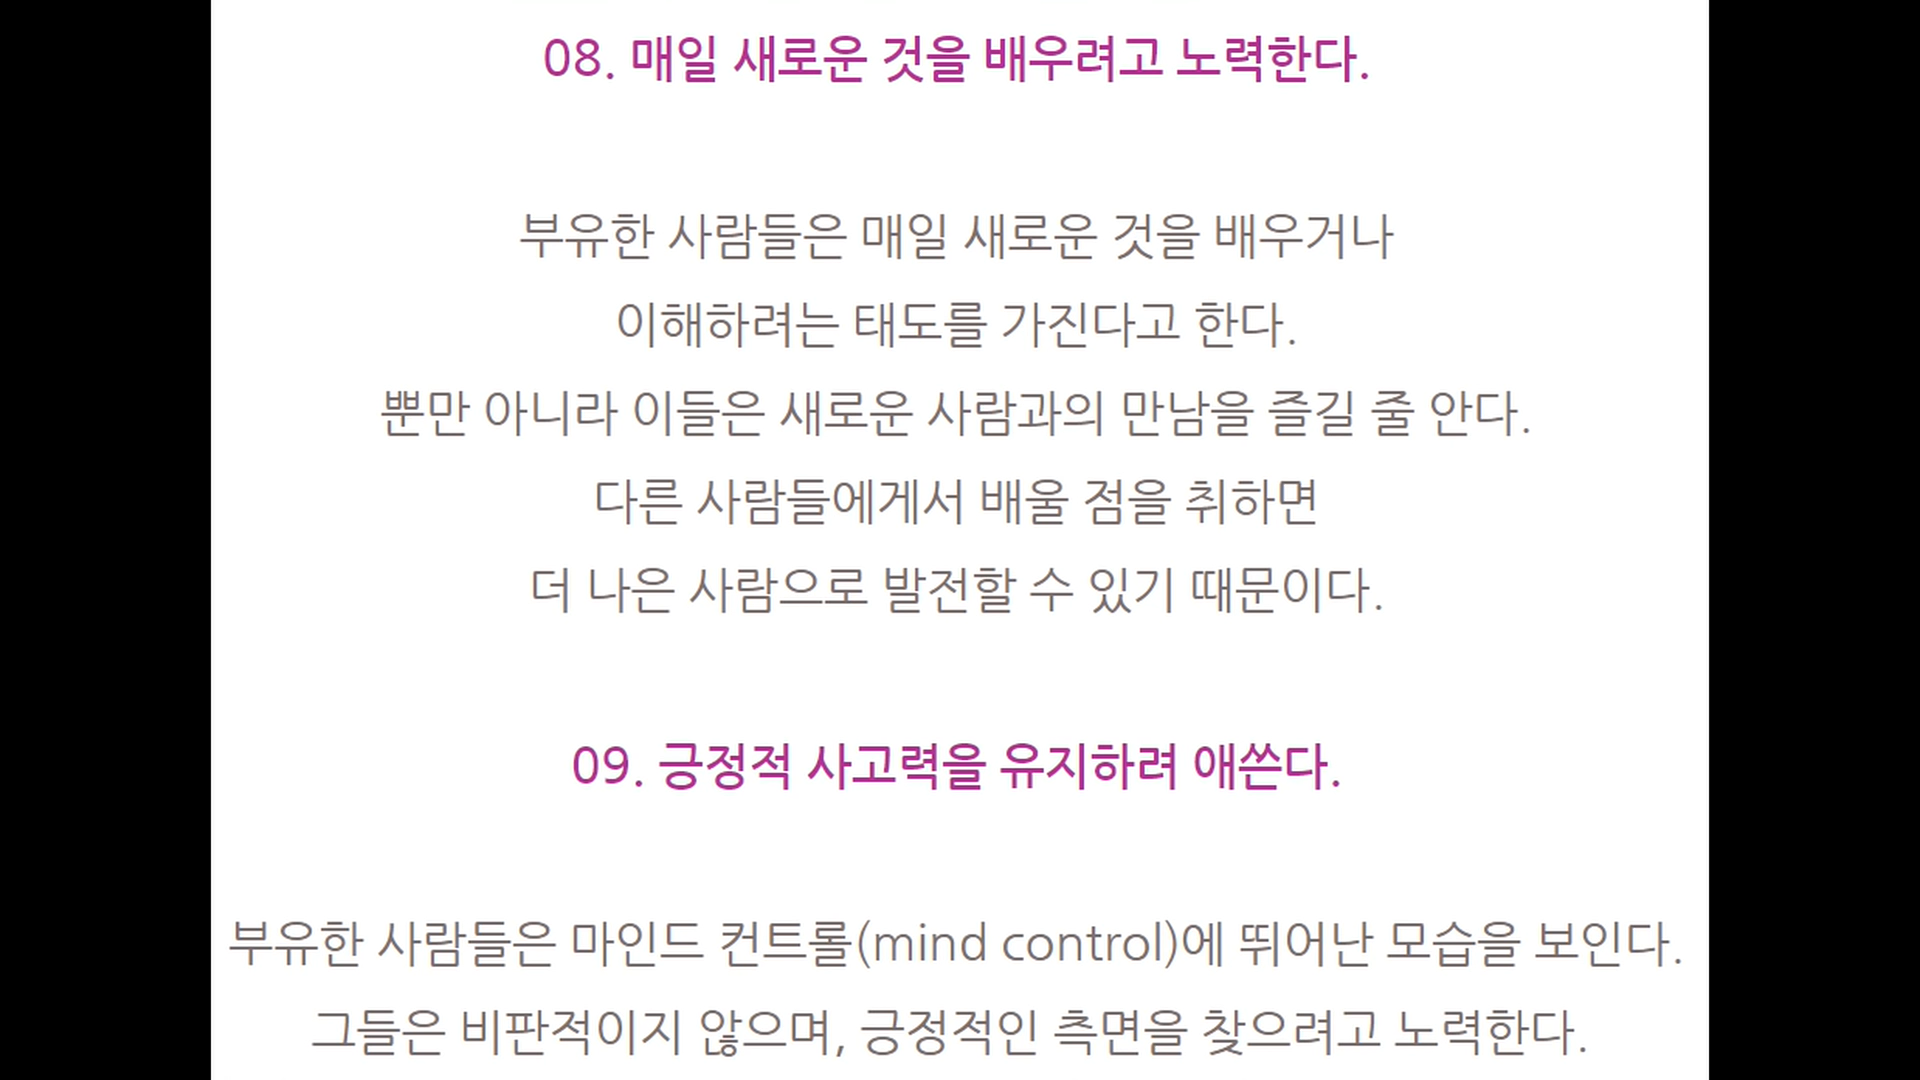 08. 매일 새로운 것을 배우려고 노력한다.
부유한 사람들은 매일 새로운 것을 배우거나
이해하려는 태도를 가진다고 한다.
뿐만 아니라 이들은 새로운 사람과의 만남을 즐길 줄 안다.
다른 사람들에게서 배울 점을 취하면
더 나은 사람으로 발전할 수 있기 때문이다.
09. 긍정적 사고력을 유지하려 애쓴다.
부유한 사람들은 마인드 컨트롤(mind control)에 뛰어난 모습을 보인다.
그들은 비판적이지 않으며, 긍정적인 측면을 찾으려고 노력한다.